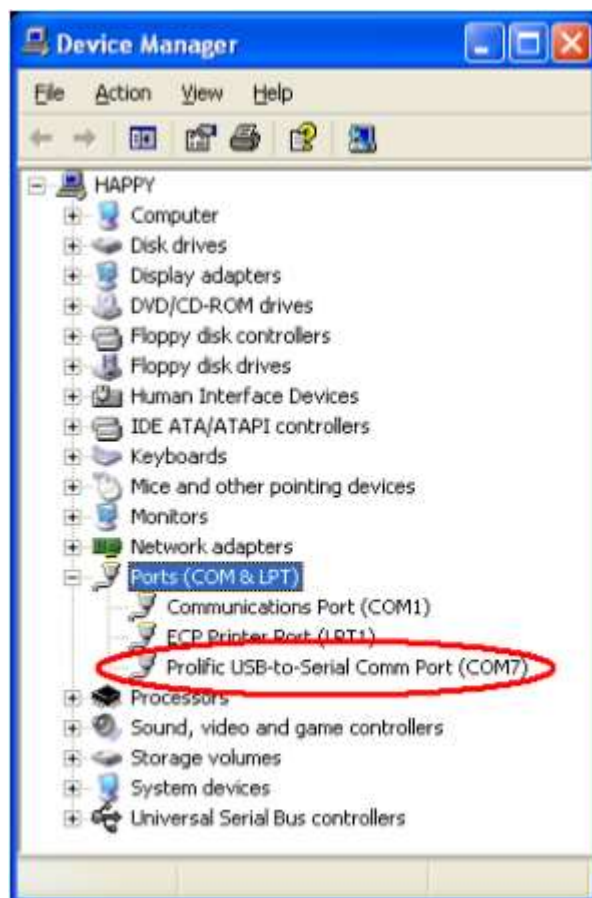 Device Manager
File Action View Help
HAPPY
Computer
Disk drives
Display adapters
DVD/CD-ROM drives
Floppy disk controllers
Floppy disk drives
Human Interface Devices
IDE ATA/ATAPI controllers
Keyboards
Mice and other pointing devices
Monitors
Network adapters
Ports (COM & LPT)
Communications Port (COM1)
ECP Printer Port (LPT1)
Prolific USB-to-Serial Comm Port (COM7)
Processors
Sound, video and game controllers
Storage volumes
System devices
Universal Serial Bus controllers